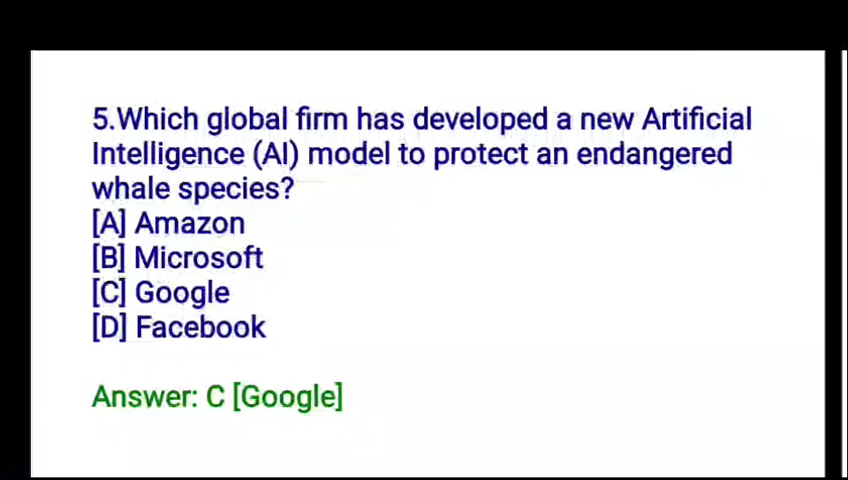 5.Which global firm has developed a new Artificial
Intelligence (AI) model to protect an endangered
whale species?
[A] Amazon
[B] Microsoft
[C] Google
[D] Facebook
Answer: C [Google]